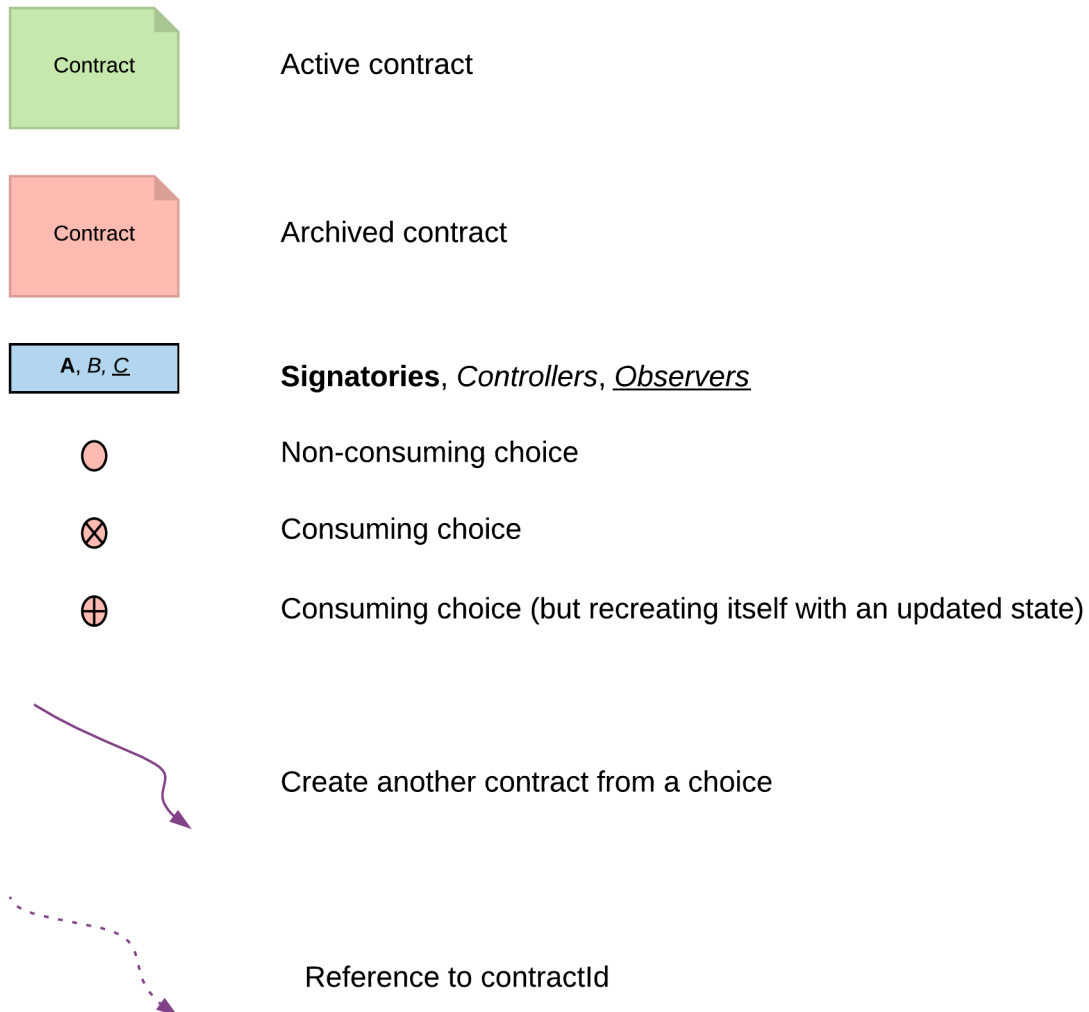 Contract
Active contract
Contract
Archived contract
A, B, C
Signatories, Controllers, Observers
Non-consuming choice
Consuming choice
Consuming choice (but recreating itself with an updated state)
Create another contract from a choice
Reference to contractId